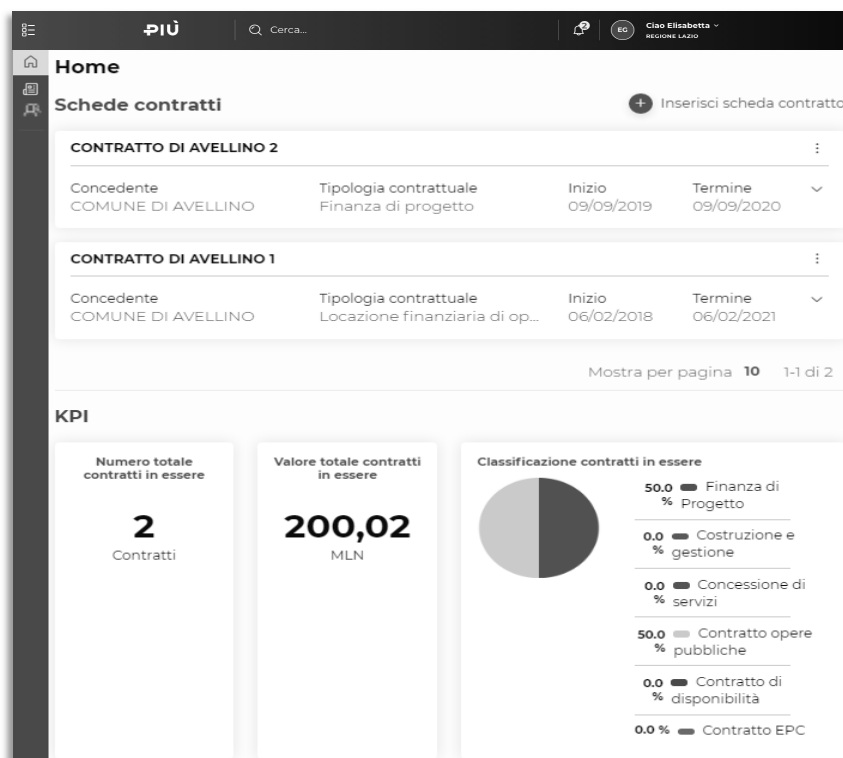 PIÙ
Cerca...
2
EG
Ciao Elisabetta
REGIONE LAZIO
Home
Schede contratti
Inserisci scheda contratto
CONTRATTO DI AVELLINO 2
Concedente Tipologia contrattuale Inizio Termine
COMUNE DI AVELLINO Finanza di progetto 09/09/2019 09/09/2020
CONTRATTO DI AVELLINO 1
Concedente Tipologia contrattuale Inizio Termine
COMUNE DI AVELLINO Locazione finanziaria di op... 06/02/2018 06/02/2021
Mostra per pagina 10 1-1 di 2
KPI
Numero totale
contratti in essere
2
Contratti
Valore totale contratti
in essere
200,02
MLN
Classificazione contratti in essere
50.0 Finanza di
% Progetto
0.0 Costruzione e
% gestione
0.0 Concessione di
% servizi
50.0 Contratto opere
% pubbliche
0.0 Contratto di
% disponibilità
0.0 % Contratto EPC